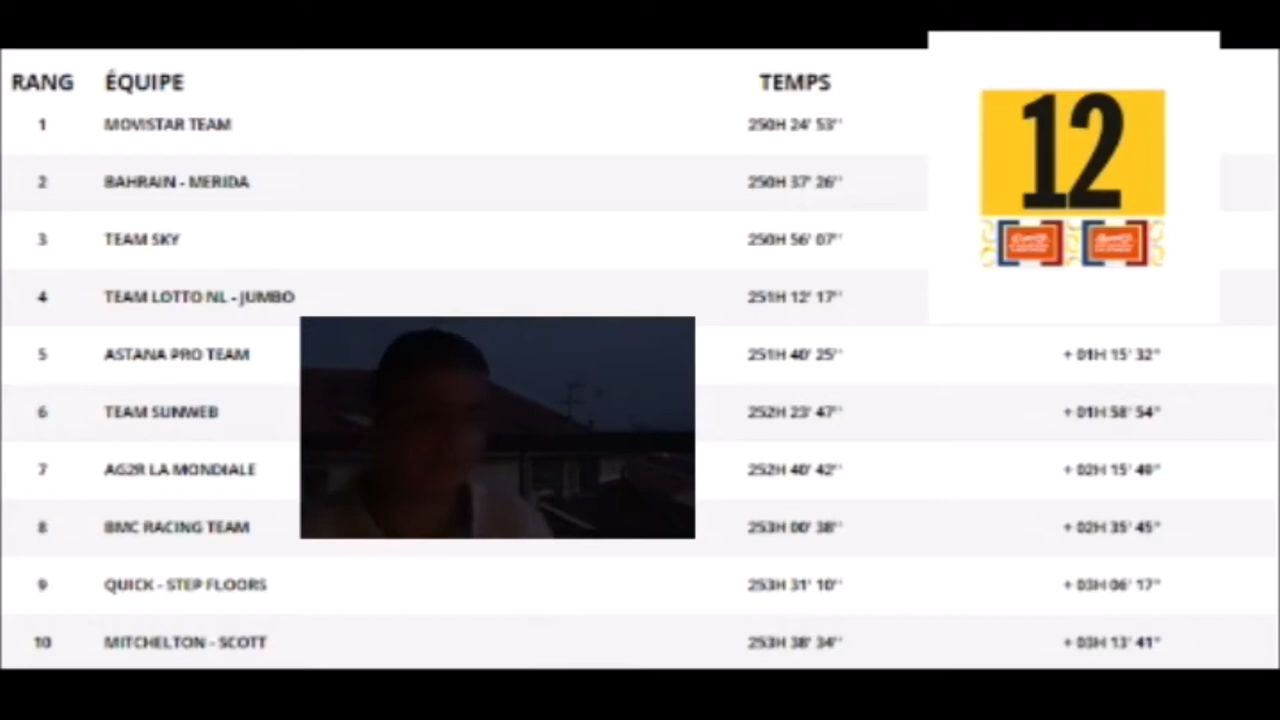 RANG ÉQUIPE TEMPS
12
1 MOVISTAR TEAM 250H 24' 53''
2 BAHRAIN - MERIDA 250H 37' 26''
3 TEAM SKY 250H 56' 07''
4 TEAM LOTTO NL - JUMBO 251H 12' 17''
5 ASTANA PRO TEAM 251H 40' 25'' + 01H 15' 32"
6 TEAM SUNWEB 252H 23' 47'' + 01H 58' 54"
7 AG2R LA MONDIALE 252H 40' 42'' + 02H 15' 49"
8 BMC RACING TEAM 253H 00' 38'' + 02H 35' 45"
9 QUICK - STEP FLOORS 253H 31' 10'' + 03H 06' 17"
10 MITCHELTON - SCOTT 253H 38' 34'' + 03H 13' 41"